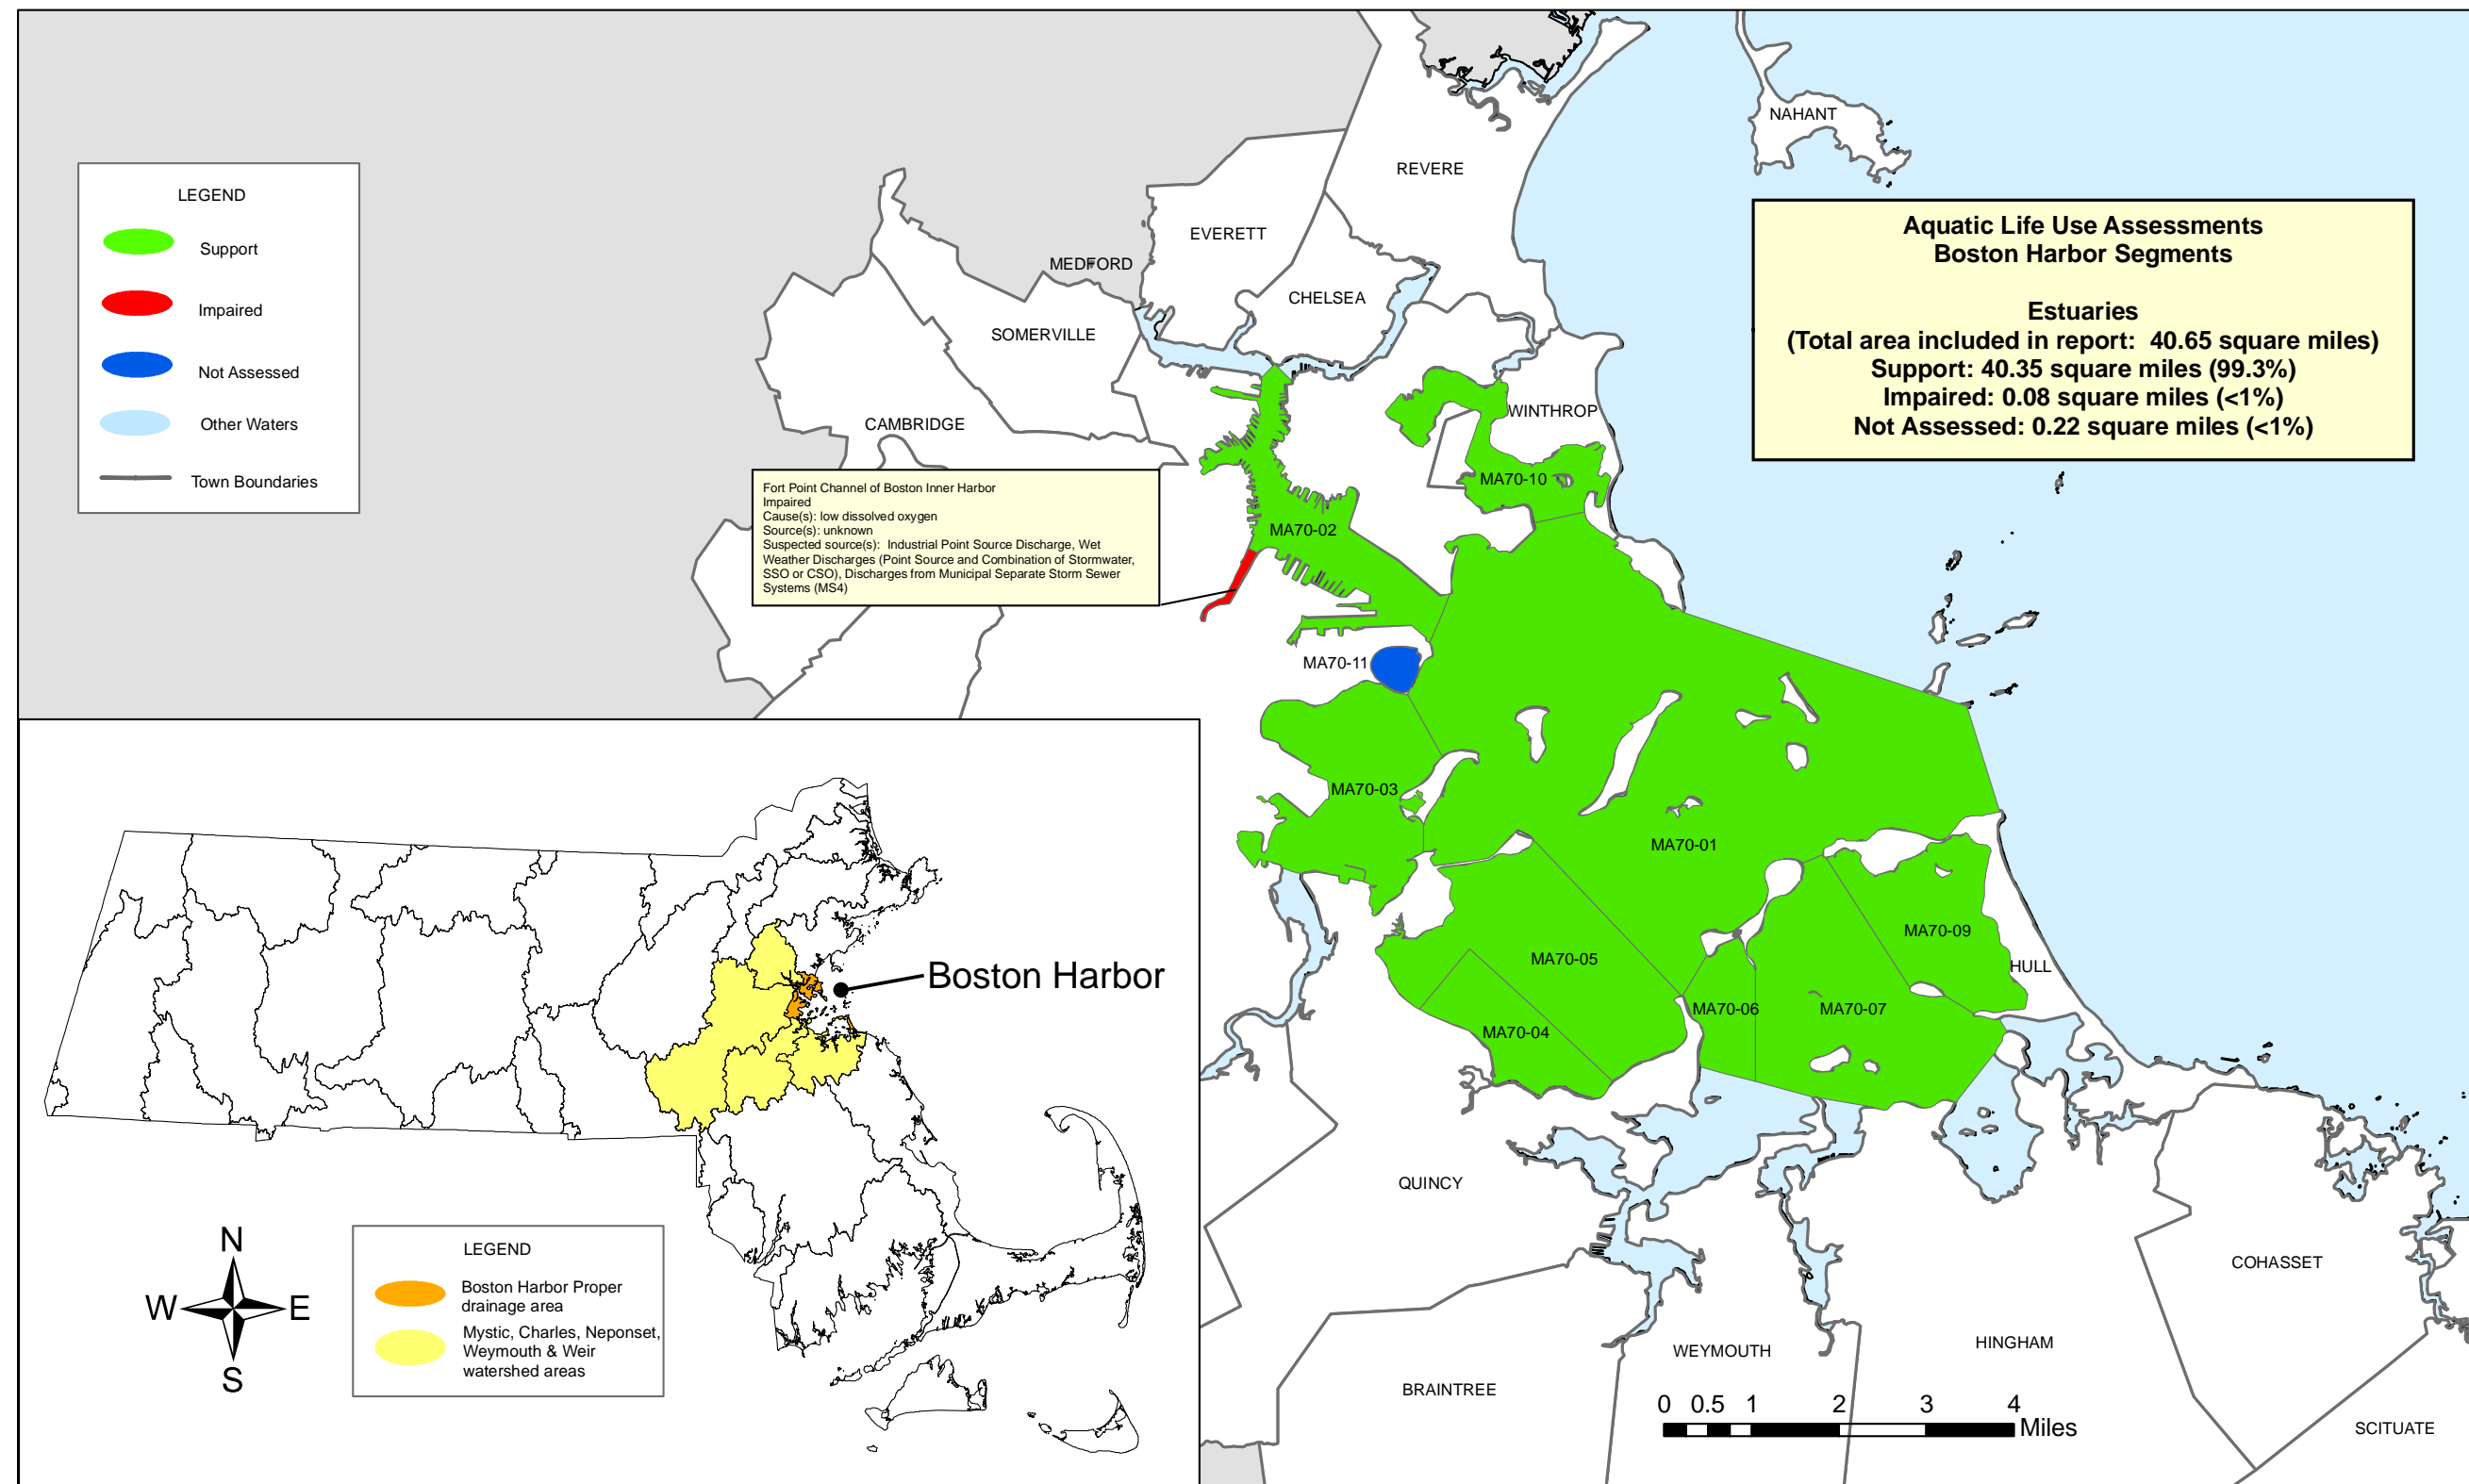 LEGEND
Support
Impaired
Not Assessed
Other Waters
Town Boundaries
NAHANT
REVERE
EVERETT
MEDFORD
CHELSEA
SOMERVILLE
CAMBRIDGE
WINTHROP
Aquatic Life Use Assessments
Boston Harbor Segments
Estuaries
(Total area included in report: 40.65 square miles)
Support: 40.35 square miles (99.3%)
Impaired: 0.08 square miles (<1%)
Not Assessed: 0.22 square miles (<1%)
Fort Point Channel of Boston Inner Harbor
Impaired
Cause(s): low dissolved oxygen
Source(s): unknown
Suspected source(s): Industrial Point Source Discharge, Wet
Weather Discharges (Point Source and Combination of Stormwater,
SSO or CSO), Discharges from Municipal Separate Storm Sewer
Systems (MS4)
MA70-10
MA70-02
MA70-11
MA70-03
MA70-01
MA70-09
MA70-05
HULL
MA70-06
MA70-07
MA70-04
QUINCY
COHASSET
HINGHAM
WEYMOUTH
BRAINTREE
SCITUATE
0 0.5 1 2 3 4
Miles
Boston Harbor
N
W E
S
LEGEND
Boston Harbor Proper
drainage area
Mystic, Charles, Neponset,
Weymouth & Weir
watershed areas